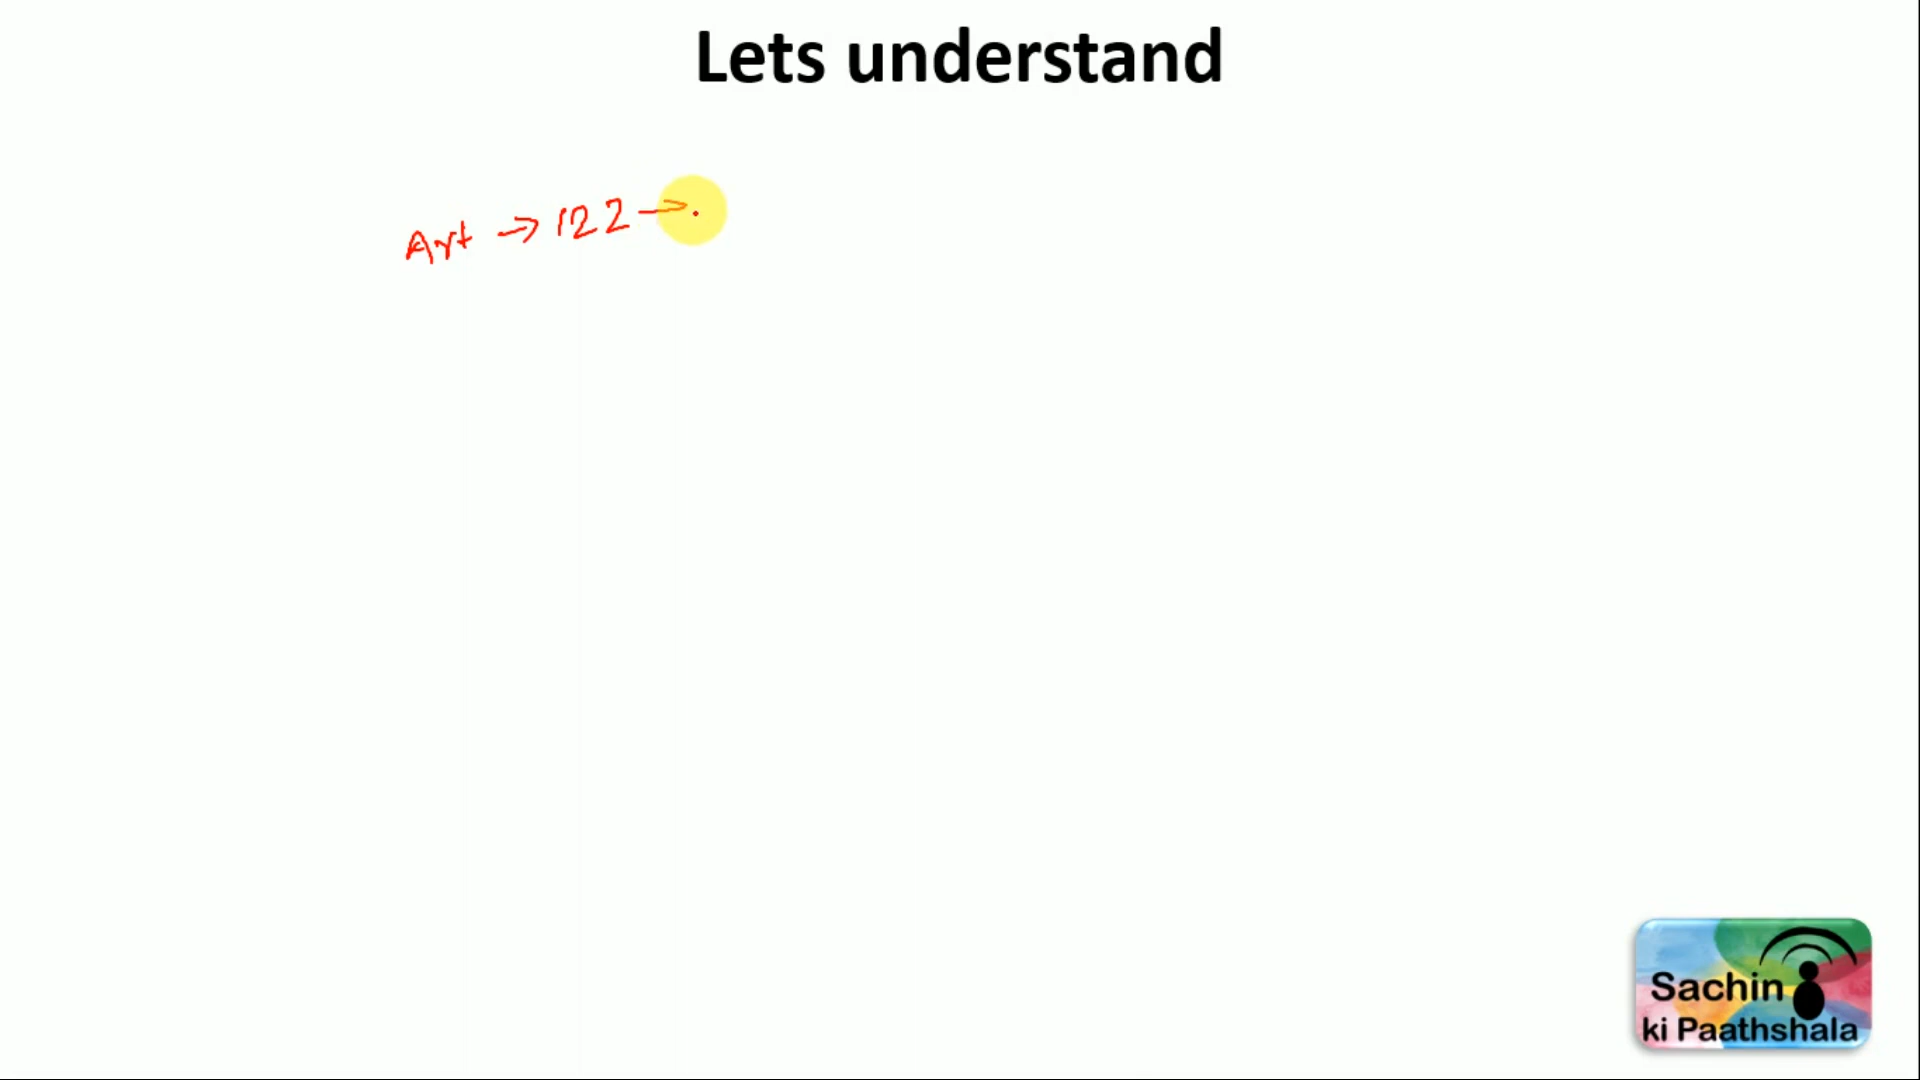 Lets understand
Art → 122 →
Sachin
ki Paathshala